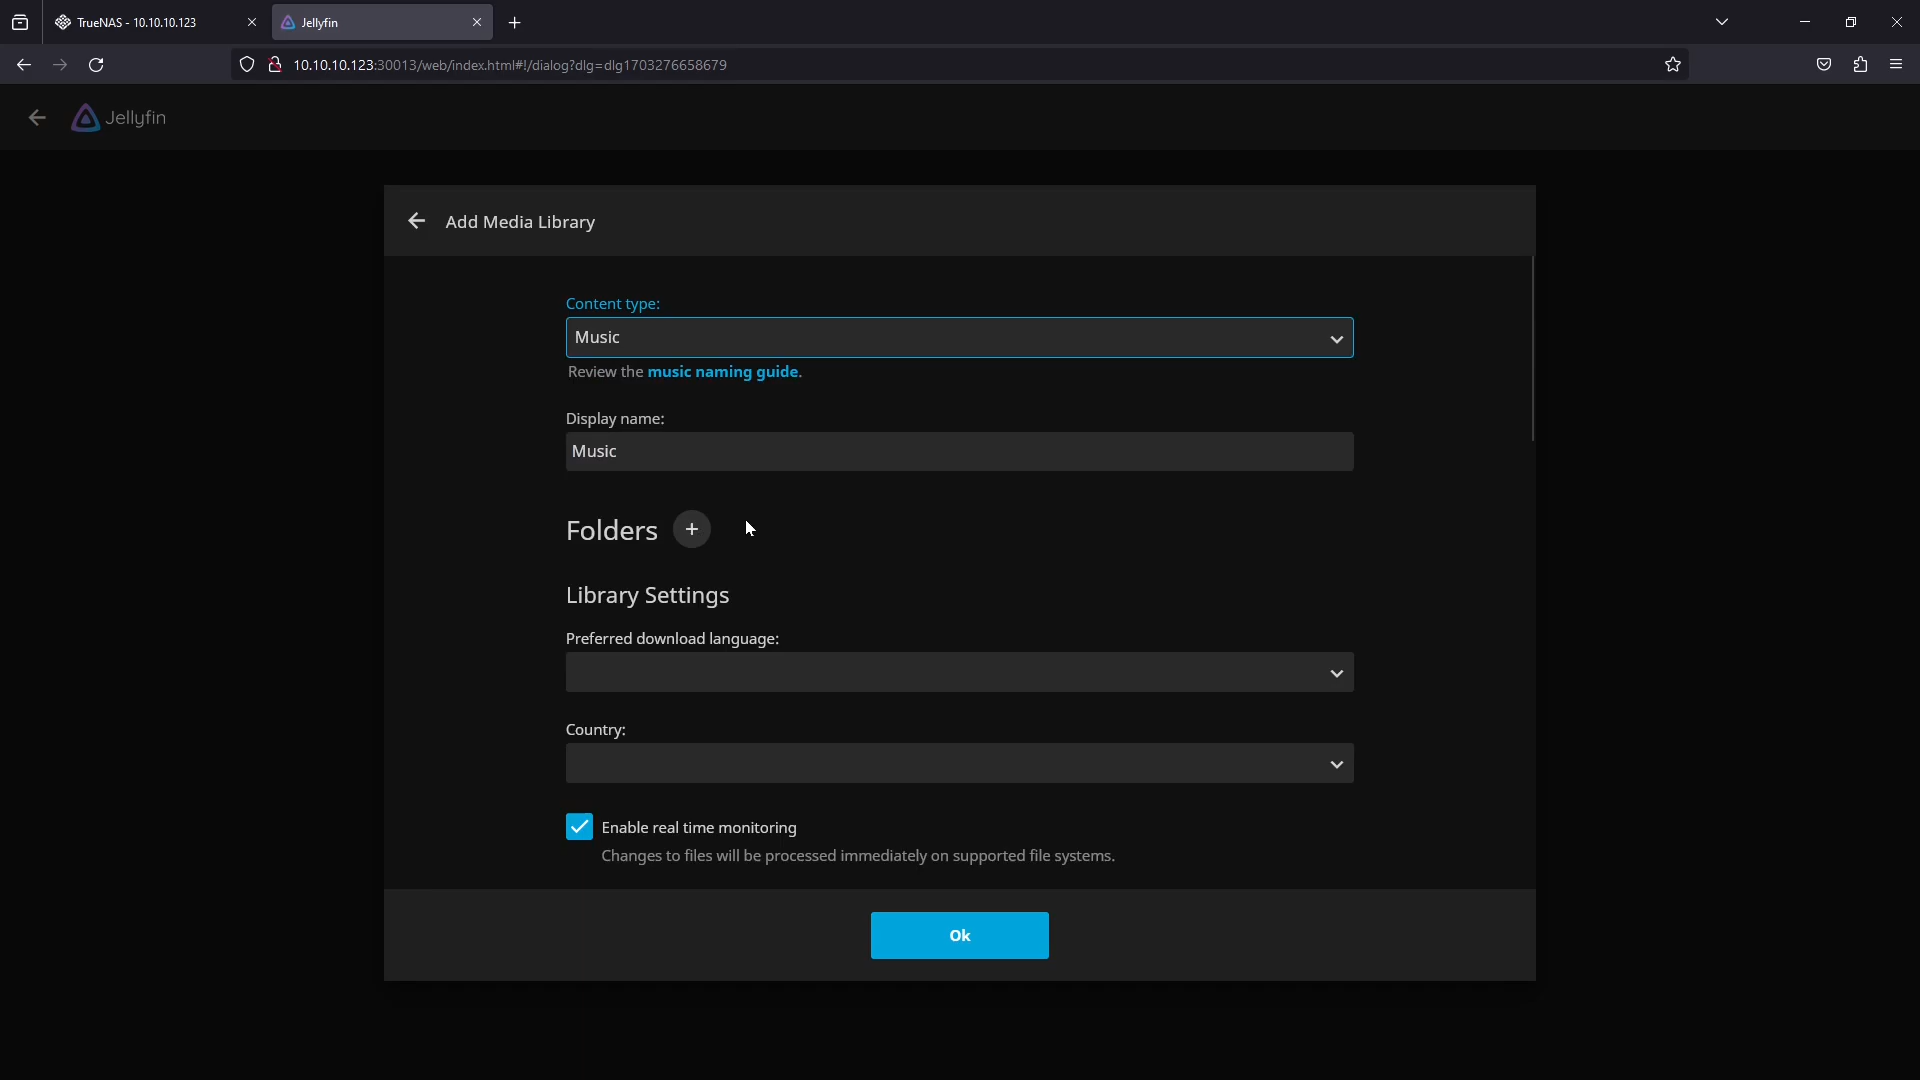 TrueNAS - 10.10.10.123
Jellyfin
10.10.10.123:30013/web/index.html#!/dialog?dlg=dlg1703276658679
Jellyfin
Add Media Library
Content type:
Music
Review the music naming guide.
Display name:
Music
Folders
Library Settings
Preferred download language:
Country:
Enable real time monitoring
Changes to files will be processed immediately on supported file systems.
Ok